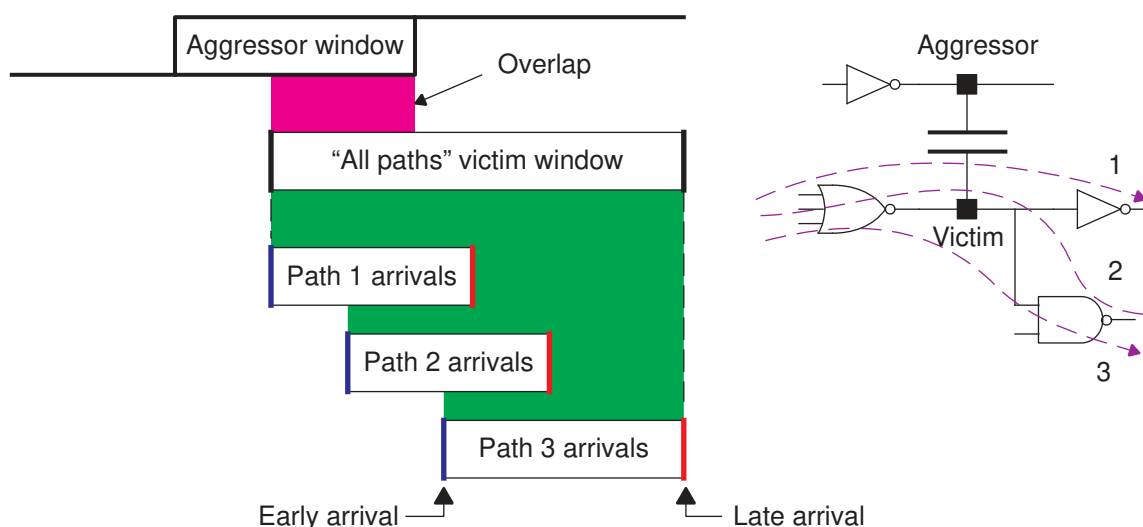 Aggressor window
Overlap
“All paths” victim window
Path 1 arrivals
Path 2 arrivals
Path 3 arrivals
Early arrival
Late arrival
Aggressor
1
Victim
2
3